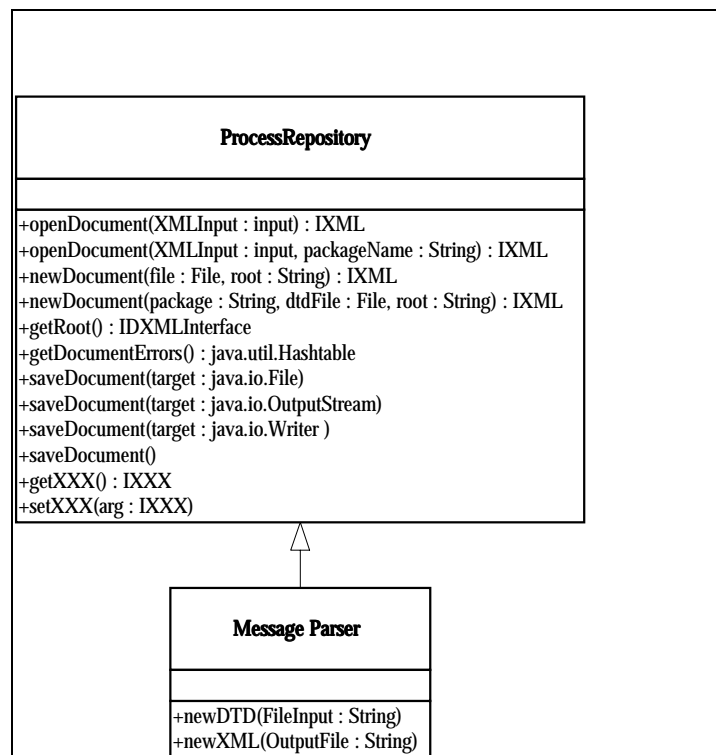 ProcessRepository
+openDocument(XMLInput : input) : IXML
+openDocument(XMLInput : input, packageName : String) : IXML
+newDocument(file : File, root : String) : IXML
+newDocument(package : String, dtdFile : File, root : String) : IXML
+getRoot() : IDXMLInterface
+getDocumentErrors() : java.util.Hashtable
+saveDocument(target : java.io.File)
+saveDocument(target : java.io.OutputStream)
+saveDocument(target : java.io.Writer )
+saveDocument()
+getXXX() : IXXX
+setXXX(arg : IXXX)
Message Parser
+newDTD(FileInput : String)
+newXML(OutputFile : String)